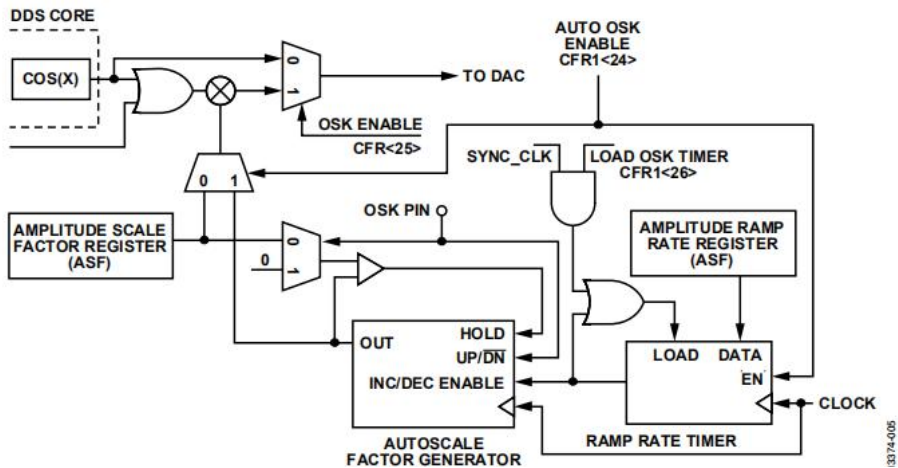 DDS CORE
COS(X)
0
1
TO DAC
OSK ENABLE
CFR<25>
AUTO OSK
ENABLE
CFR1<24>
SYNC_CLK
LOAD OSK TIMER
CFR1<26>
0 1
OSK PIN
AMPLITUDE SCALE
FACTOR REGISTER
(ASF)
0
0
1
AMPLITUDE RAMP
RATE REGISTER
(ASF)
OUT
HOLD
UP/DN
INC/DEC ENABLE
LOAD DATA
EN
CLOCK
RAMP RATE TIMER
AUTOSCALE
FACTOR GENERATOR